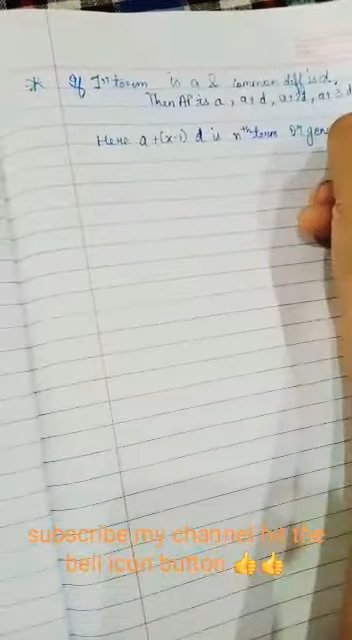 * If Ist term is a & common diff is d,
Then AP is a, a+d, a+2d, a+3d
Here a+(x-1) d is nth term or gen
subscribe my channel hit the
bell icon button 👍👍